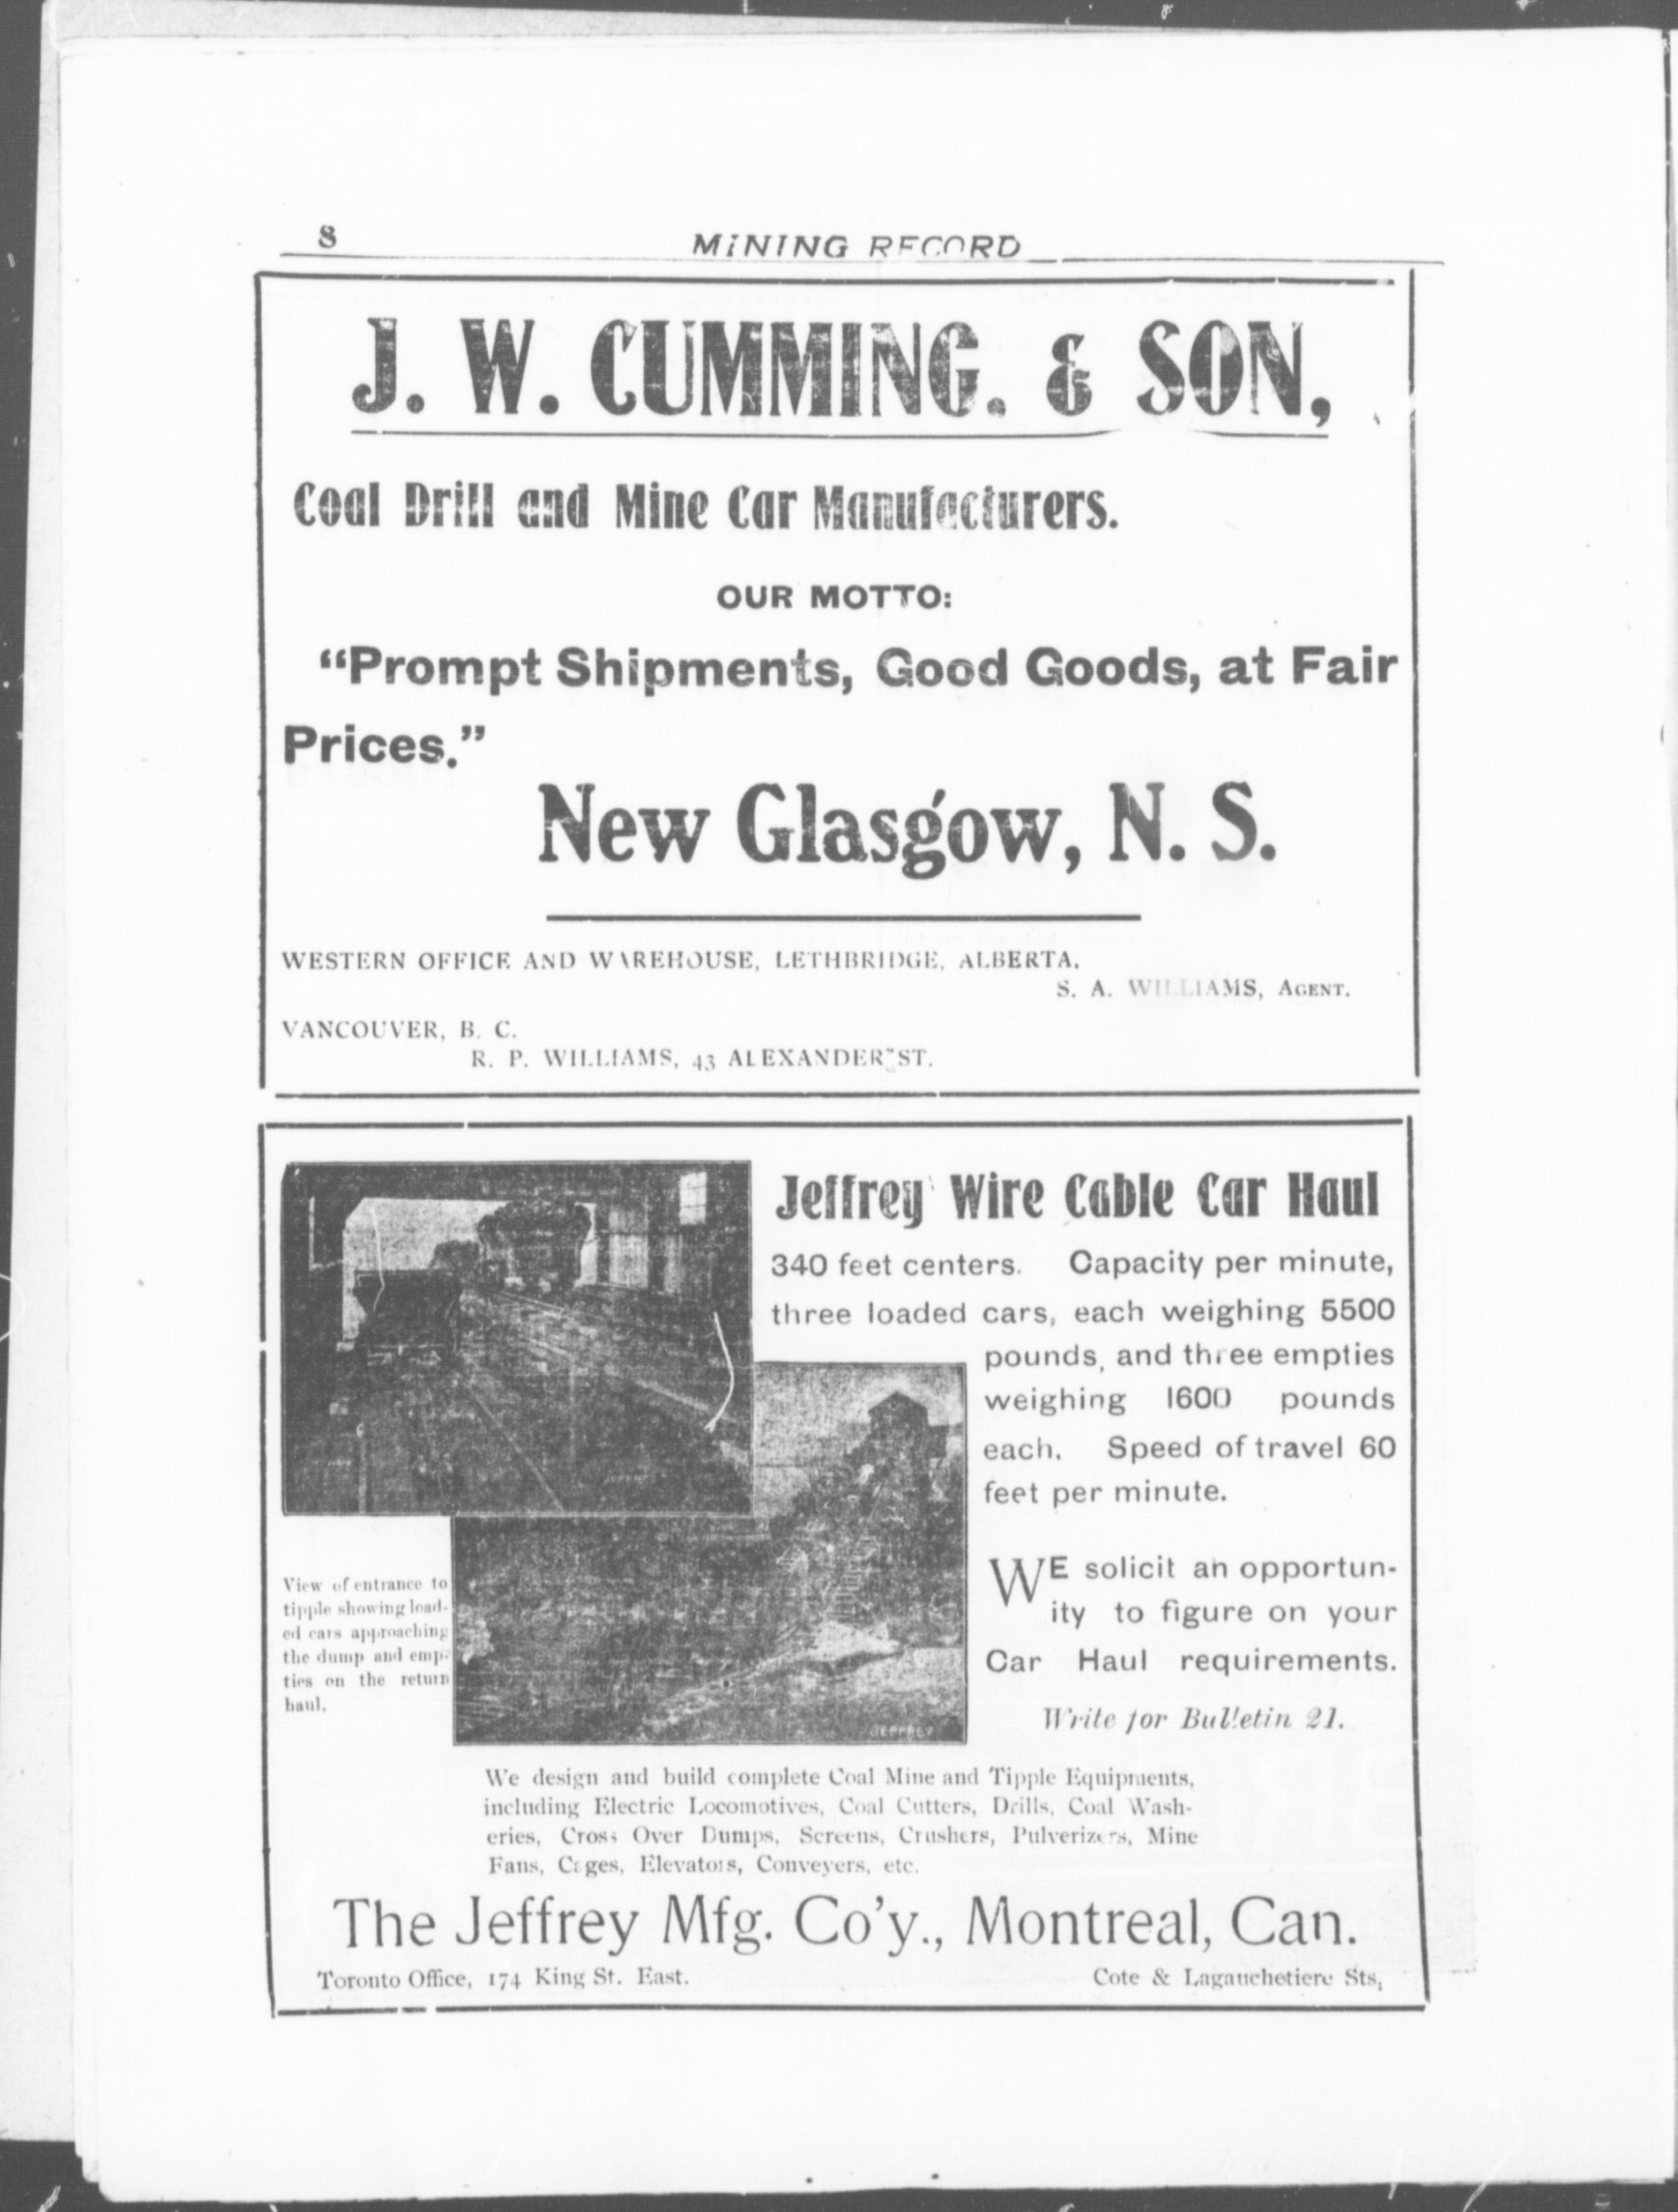 8
MINING RECORD
J. W. CUMMING. & SON,
Coal Drill and Mine Car Manufacturers.
OUR MOTTO:
“Prompt Shipments, Good Goods, at Fair
Prices.”
New Glasgow, N. S.
WESTERN OFFICE AND WAREHOUSE, LETHBRIDGE, ALBERTA.
S. A. WILLIAMS, AGENT.
VANCOUVER, B. C.
R. P. WILLIAMS, 43 ALEXANDER ST.
Jeffrey Wire Cable Car Haul
340 feet centers. Capacity per minute,
three loaded cars, each weighing 5500
pounds, and three empties
weighing 1600 pounds
each. Speed of travel 60
feet per minute.
WE solicit an opportun-
ity to figure on your
Car Haul requirements.
Write for Bulletin 21.
View of entrance to
tipple showing load-
ed cars approaching
the dump and emp-
ties on the return
haul.
JEFFREY
We design and build complete Coal Mine and Tipple Equipments,
including Electric Locomotives, Coal Cutters, Drills, Coal Wash-
eries, Cross Over Dumps, Screens, Crushers, Pulverizers, Mine
Fans, Cages, Elevators, Conveyers, etc.
The Jeffrey Mfg. Co’y., Montreal, Can.
Toronto Office, 174 King St. East.
Cote & Lagauchetiere Sts,